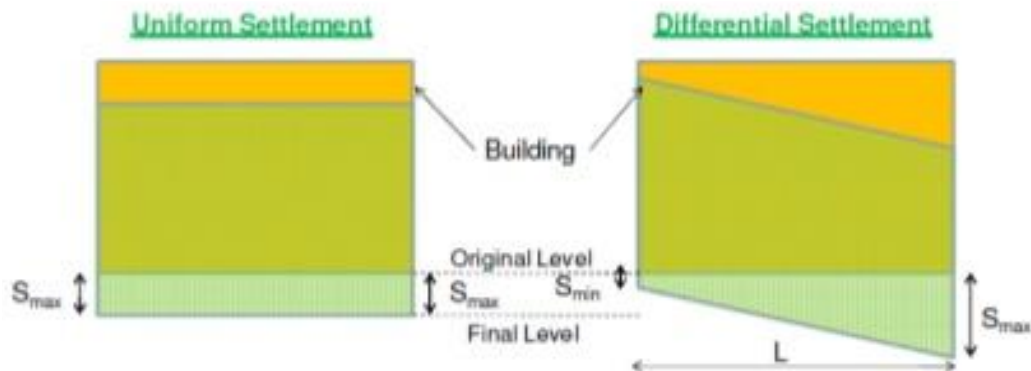 Uniform Settlement
Differential Settlement
Building
Original Level
Smax
Smax
Smin
Smax
Final Level
L